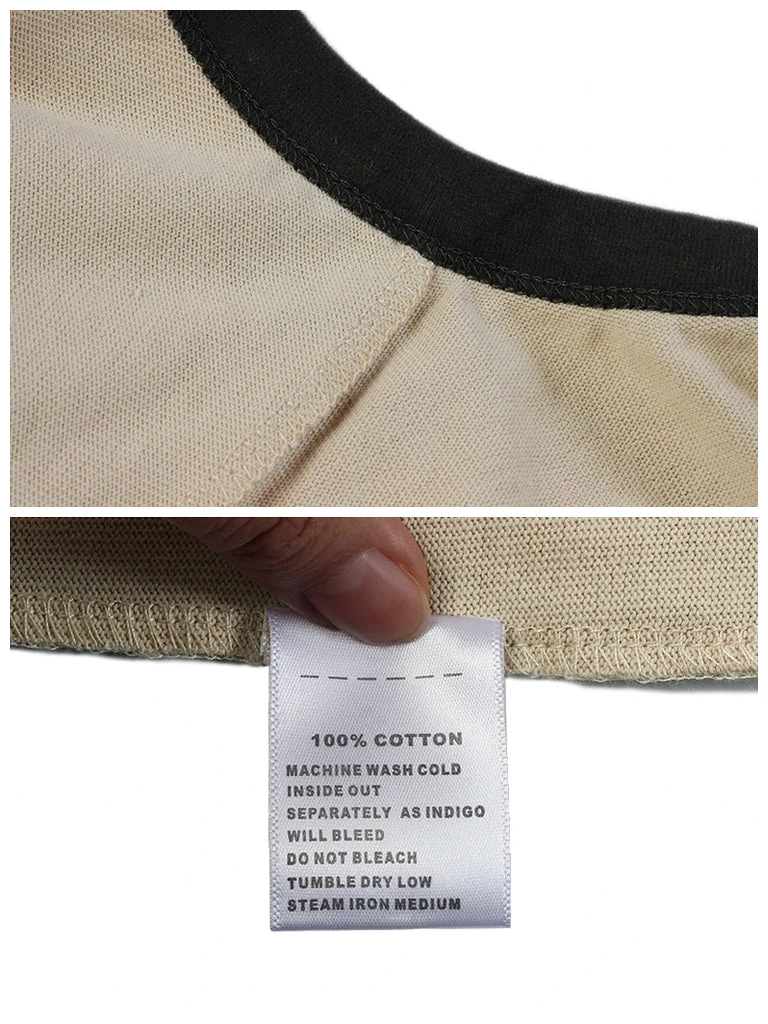 100% COTTON
MACHINE WASH COLD
INSIDE OUT
SEPARATELY AS INDIGO
WILL BLEED
DO NOT BLEACH
TUMBLE DRY LOW
STEAM IRON MEDIUM